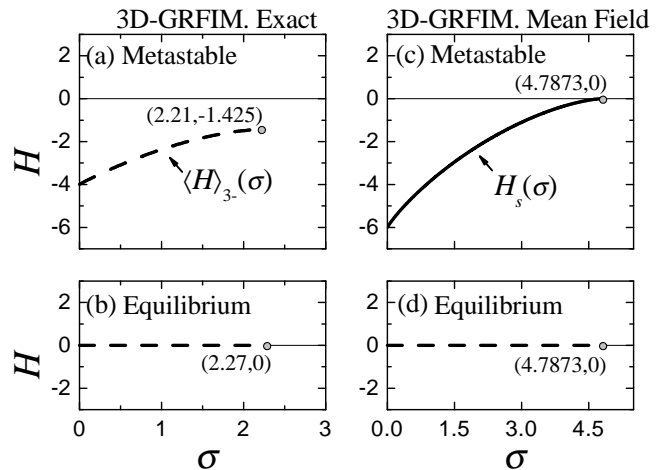 3D-GRFIM. Exact
3D-GRFIM. Mean Field
(a) Metastable
(2.21,-1.425)
⟨H⟩3-(σ)
H
2
0
-2
-4
-6
(c) Metastable
(4.7873,0)
Hs(σ)
(b) Equilibrium
(2.27,0)
H
2
0
-2
0 1 2 3
σ
(d) Equilibrium
(4.7873,0)
0.0 1.5 3.0 4.5
σ